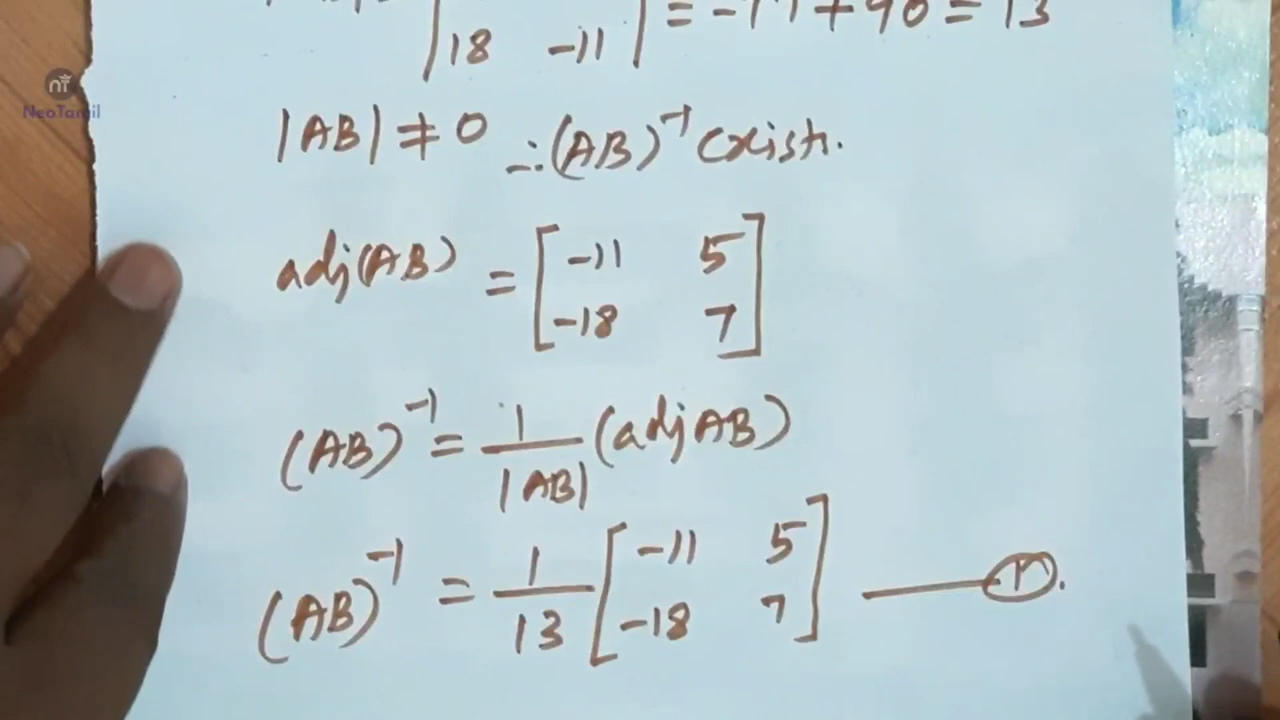 18 -11 | = -77 + 90 = 13
NeoTamil
|AB| ≠ 0 ∴ (AB)⁻¹ exists.
adj(AB) = [ -11 5
-18 7 ]
(AB)⁻¹ = 1/|AB| (adj AB)
(AB)⁻¹ = 1/13 [ -11 5
-18 7 ] —— (1).